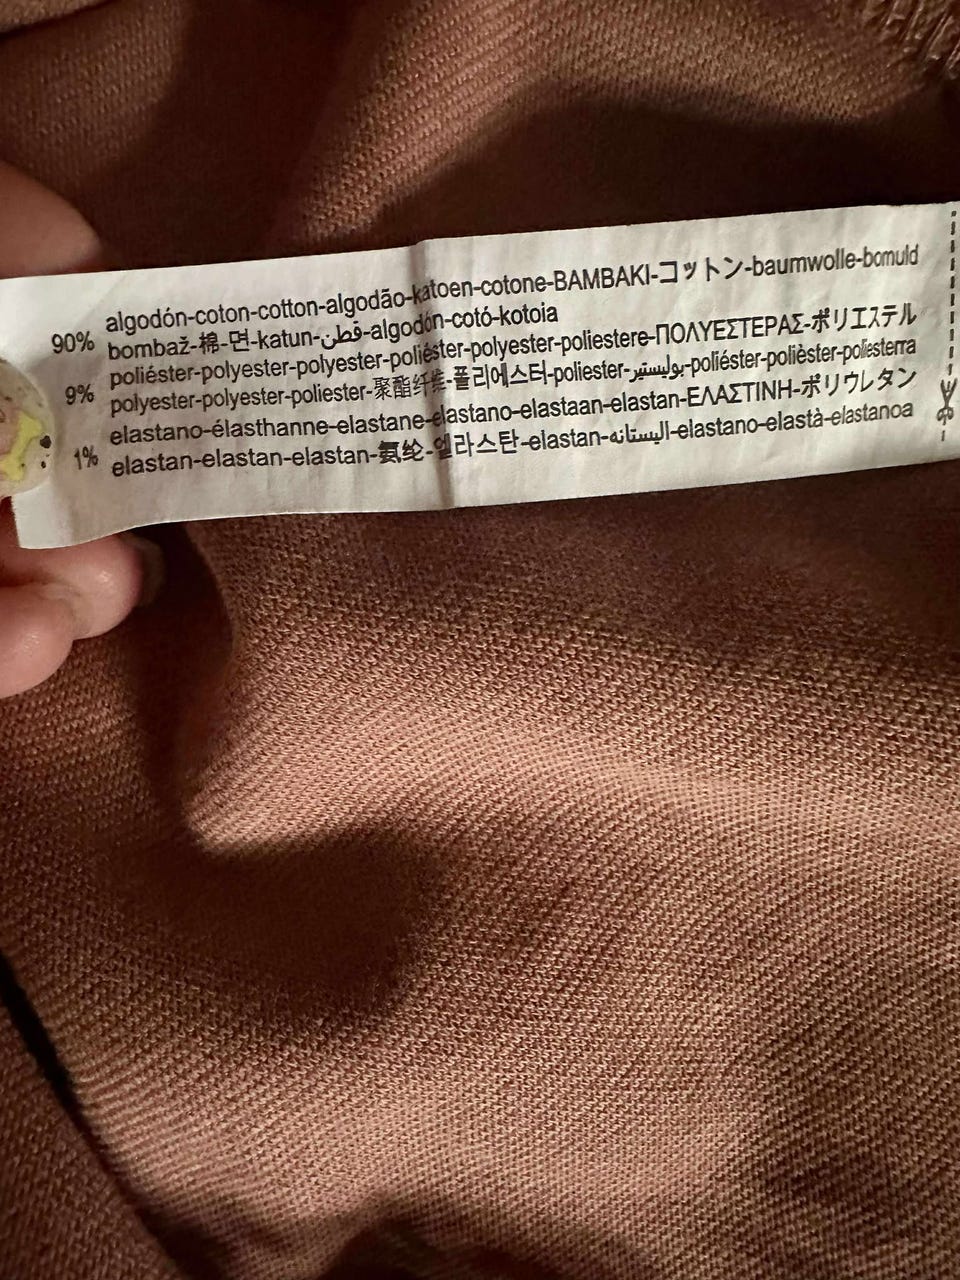 90% algodón-coton-cotton-algodão-katoen-cotone-BAMBAKI-コットン-baumwolle-bomuld
bombaž-棉-면-katun-قطن-algodón-cotó-kotoia
9% poliéster-polyester-polyester-poliéster-polyester-poliestere-ΠΟΛΥΕΣΤΕΡΑΣ-ポリエステル
polyester-polyester-poliester-聚酯纤维-폴리에스터-poliester-بوليستير-poliéster-polièster-poliesterra
1% elastano-élasthanne-elastane-elastano-elastaan-elastan-ΕΛΑΣΤΙΝΗ-ポリウレタン
elastan-elastan-elastan-氨纶-엘라스탄-elastan-اليستانه-elastano-elastà-elastanoa